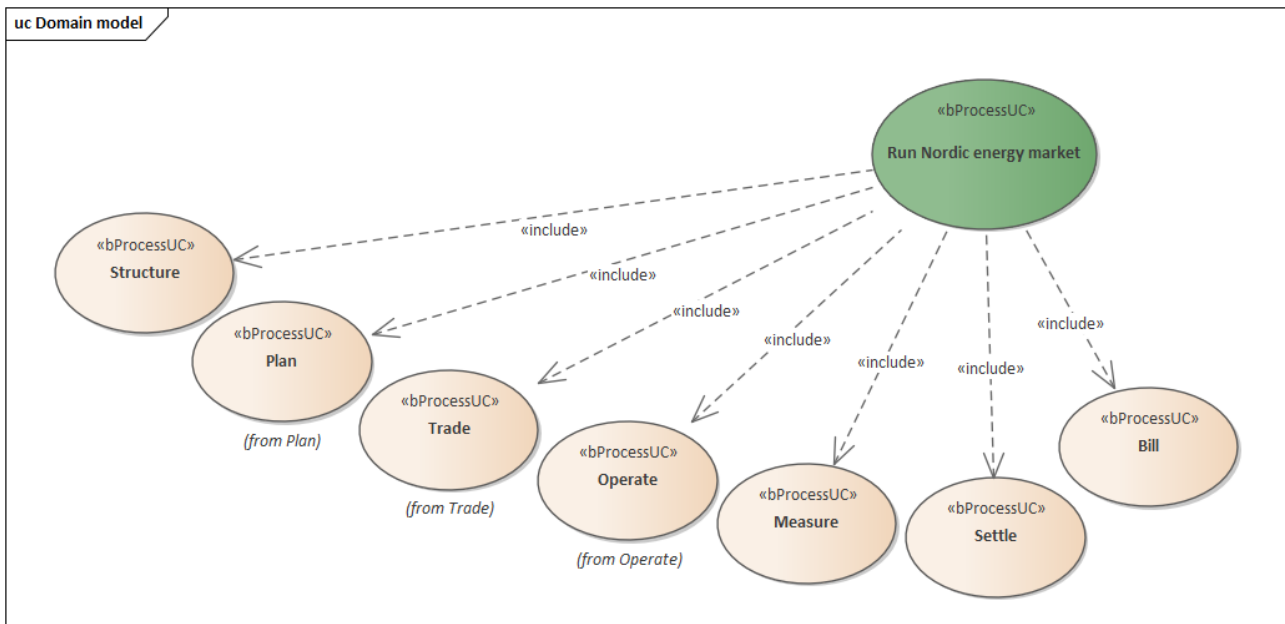 uc Domain model
«bProcessUC»
Run Nordic energy market
«include»
«include»
«include»
«include»
«include»
«include»
«include»
«bProcessUC»
Structure
«bProcessUC»
Plan
(from Plan)
«bProcessUC»
Trade
(from Trade)
«bProcessUC»
Operate
(from Operate)
«bProcessUC»
Measure
«bProcessUC»
Settle
«bProcessUC»
Bill